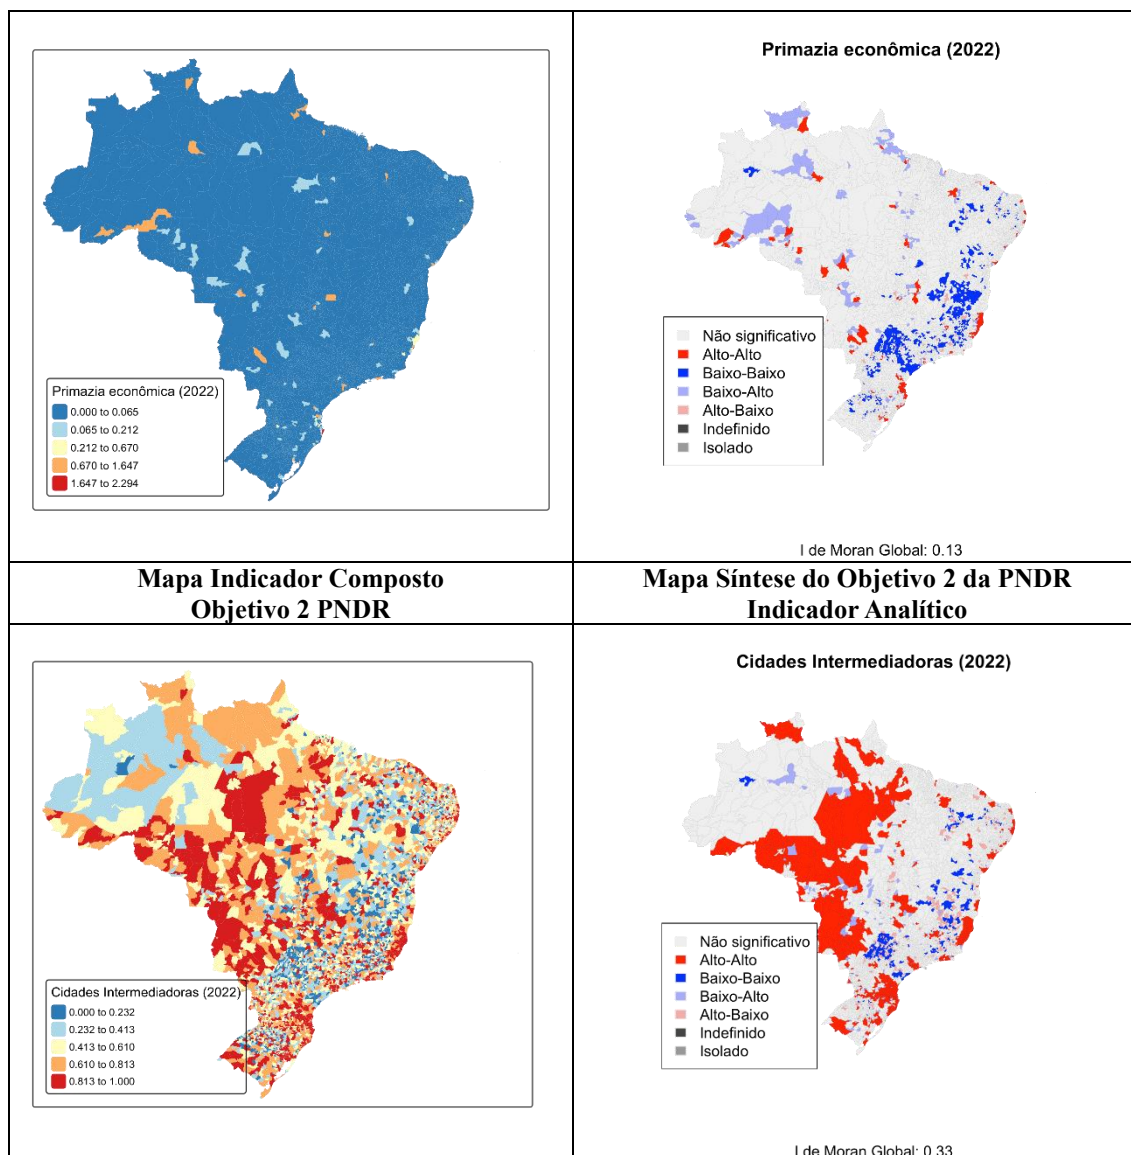 Primazia econômica (2022)
0.000 to 0.065
0.065 to 0.212
0.212 to 0.670
0.670 to 1.647
1.647 to 2.294
Primazia econômica (2022)
Não significativo
Alto-Alto
Baixo-Baixo
Baixo-Alto
Alto-Baixo
Indefinido
Isolado
I de Moran Global: 0.13
Mapa Indicador Composto
Objetivo 2 PNDR
Mapa Síntese do Objetivo 2 da PNDR
Indicador Analítico
Cidades Intermediadoras (2022)
0.000 to 0.232
0.232 to 0.413
0.413 to 0.610
0.610 to 0.813
0.813 to 1.000
Cidades Intermediadoras (2022)
Não significativo
Alto-Alto
Baixo-Baixo
Baixo-Alto
Alto-Baixo
Indefinido
Isolado
I de Moran Global: 0.33